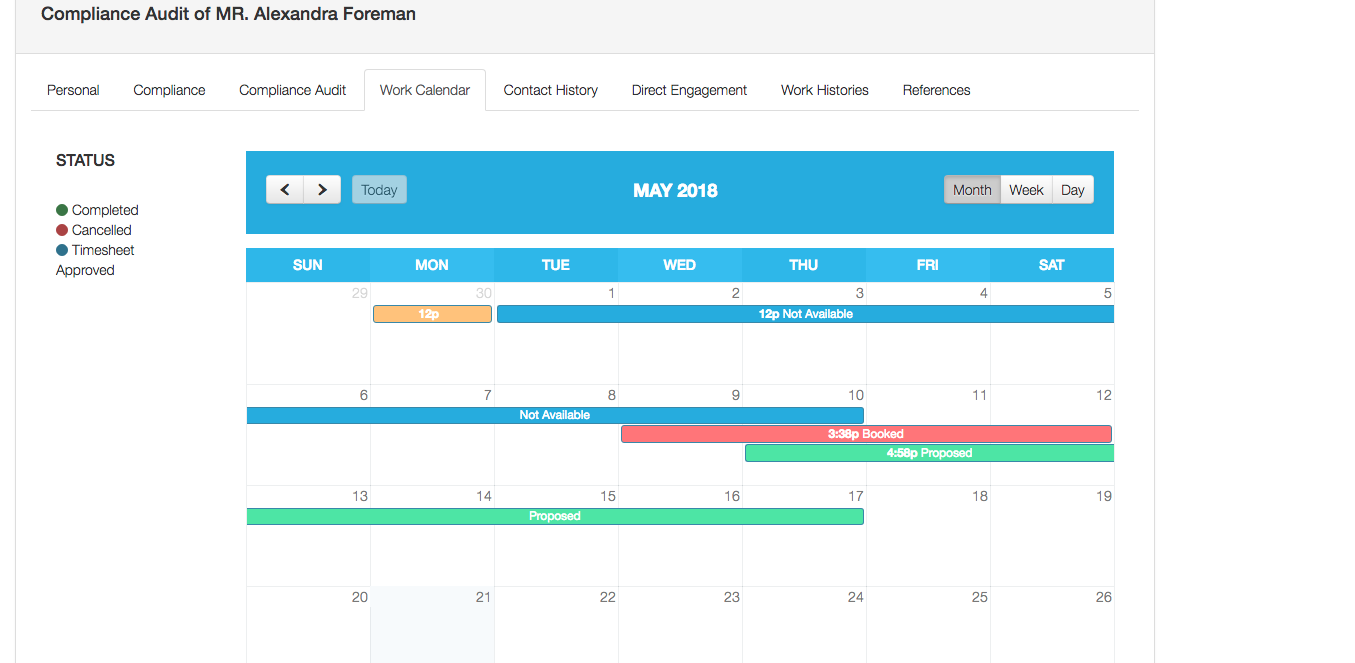 Compliance Audit of MR. Alexandra Foreman
Personal Compliance Compliance Audit Work Calendar Contact History Direct Engagement Work Histories References
STATUS
Completed
Cancelled
Timesheet
Approved
Today MAY 2018 Month Week Day
SUN MON TUE WED THU FRI SAT
29 30 1 2 3 4 5
12p 12p Not Available
6 7 8 9 10 11 12
Not Available
3:38p Booked
4:58p Proposed
13 14 15 16 17 18 19
Proposed
20 21 22 23 24 25 26